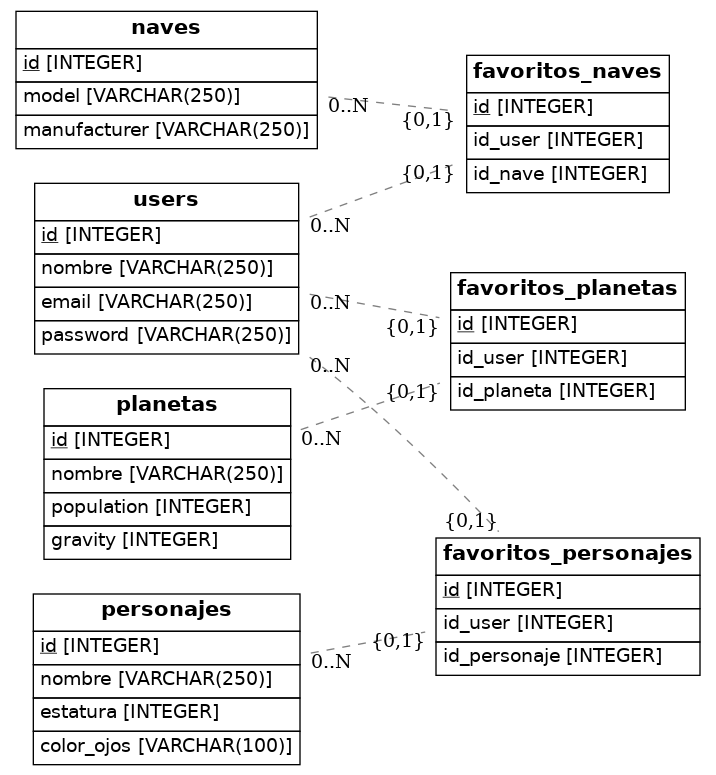 naves
id [INTEGER]
model [VARCHAR(250)]
manufacturer [VARCHAR(250)]
0..N
{0,1}
favoritos_naves
id [INTEGER]
id_user [INTEGER]
id_nave [INTEGER]
users
id [INTEGER]
nombre [VARCHAR(250)]
email [VARCHAR(250)]
password [VARCHAR(250)]
{0,1}
0..N
0..N
{0,1}
0..N
favoritos_planetas
id [INTEGER]
id_user [INTEGER]
id_planeta [INTEGER]
planetas
id [INTEGER]
nombre [VARCHAR(250)]
population [INTEGER]
gravity [INTEGER]
{0,1}
0..N
{0,1}
favoritos_personajes
id [INTEGER]
id_user [INTEGER]
id_personaje [INTEGER]
personajes
id [INTEGER]
nombre [VARCHAR(250)]
estatura [INTEGER]
color_ojos [VARCHAR(100)]
{0,1}
0..N